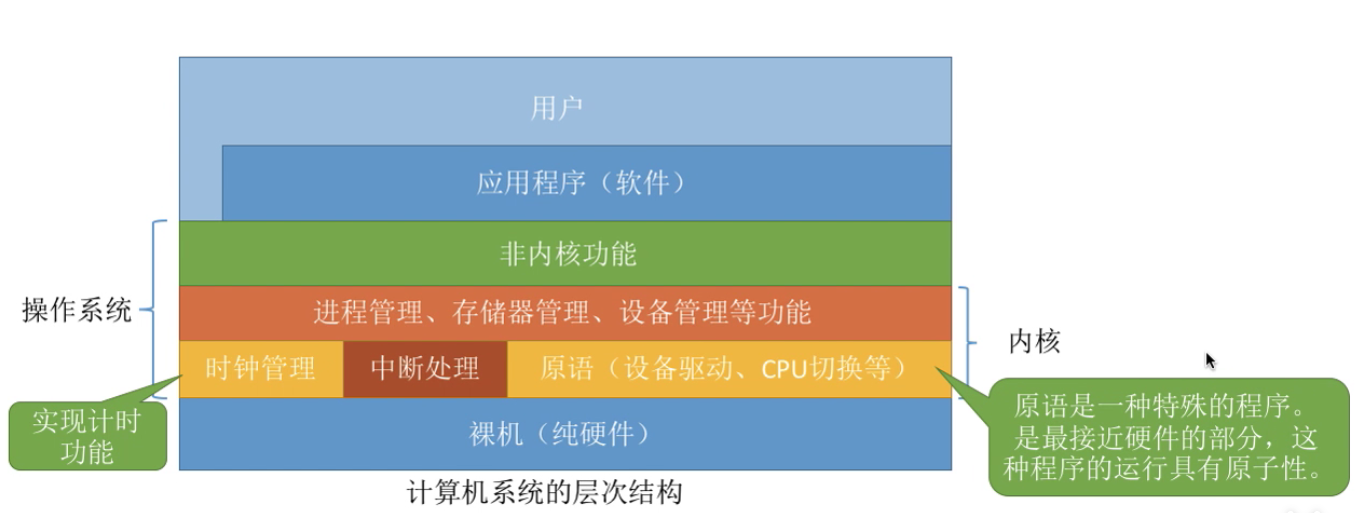 用户
应用程序（软件）
非内核功能
操作系统
进程管理、存储器管理、设备管理等功能
内核
时钟管理
中断处理
原语（设备驱动、CPU切换等）
实现计时
功能
裸机（纯硬件）
原语是一种特殊的程序。
是最接近硬件的部分，这
种程序的运行具有原子性。
计算机系统的层次结构